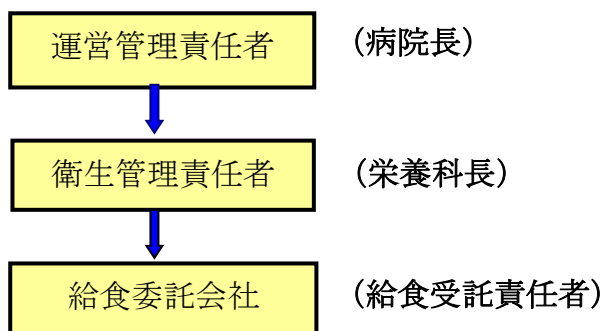 運営管理責任者 （病院長）
衛生管理責任者 （栄養科長）
給食委託会社 （給食受託責任者）